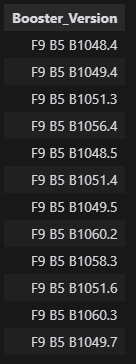 Booster_Version
F9 B5 B1048.4
F9 B5 B1049.4
F9 B5 B1051.3
F9 B5 B1056.4
F9 B5 B1048.5
F9 B5 B1051.4
F9 B5 B1049.5
F9 B5 B1060.2
F9 B5 B1058.3
F9 B5 B1051.6
F9 B5 B1060.3
F9 B5 B1049.7